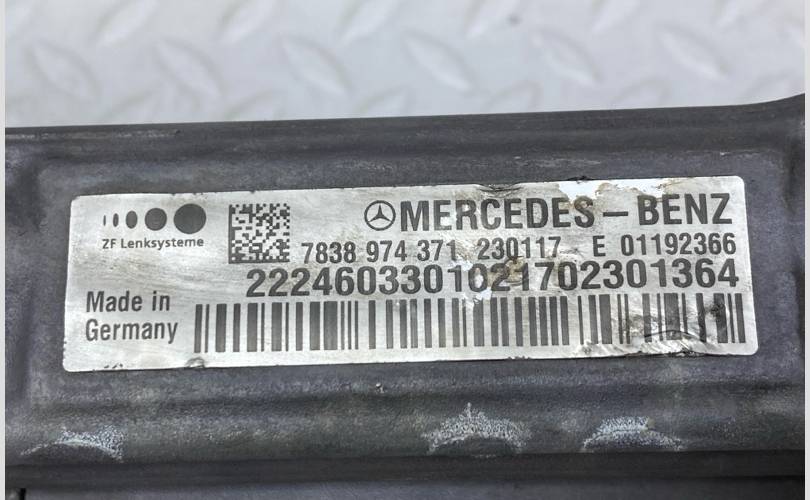 MERCEDES-BENZ
ZF Lenksysteme
7838 974 371 230117 E 01192366
2224603301021702301364
Made in
Germany